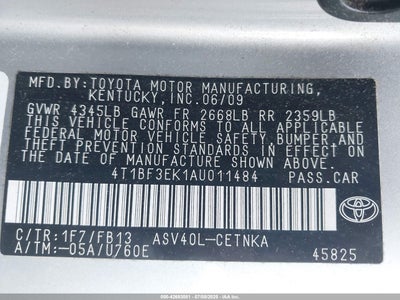 MFD.BY:TOYOTA MOTOR MANUFACTURING,
KENTUCKY,INC.06/09
GVWR 4345LB GAWR FR 2668LB RR 2359LB
THIS VEHICLE CONFORMS TO ALL APPLICABLE
FEDERAL MOTOR VEHICLE SAFETY,BUMPER AND
THEFT PREVENTION STANDARDS IN EFFECT ON
THE DATE OF MANUFACTURE SHOWN ABOVE.
4T1BF3EK1AU011484 PASS.CAR
C/TR:1F7/FB13 ASV40L-CETNKA
A/TM:-05A/U760E
45825
TOYOTA